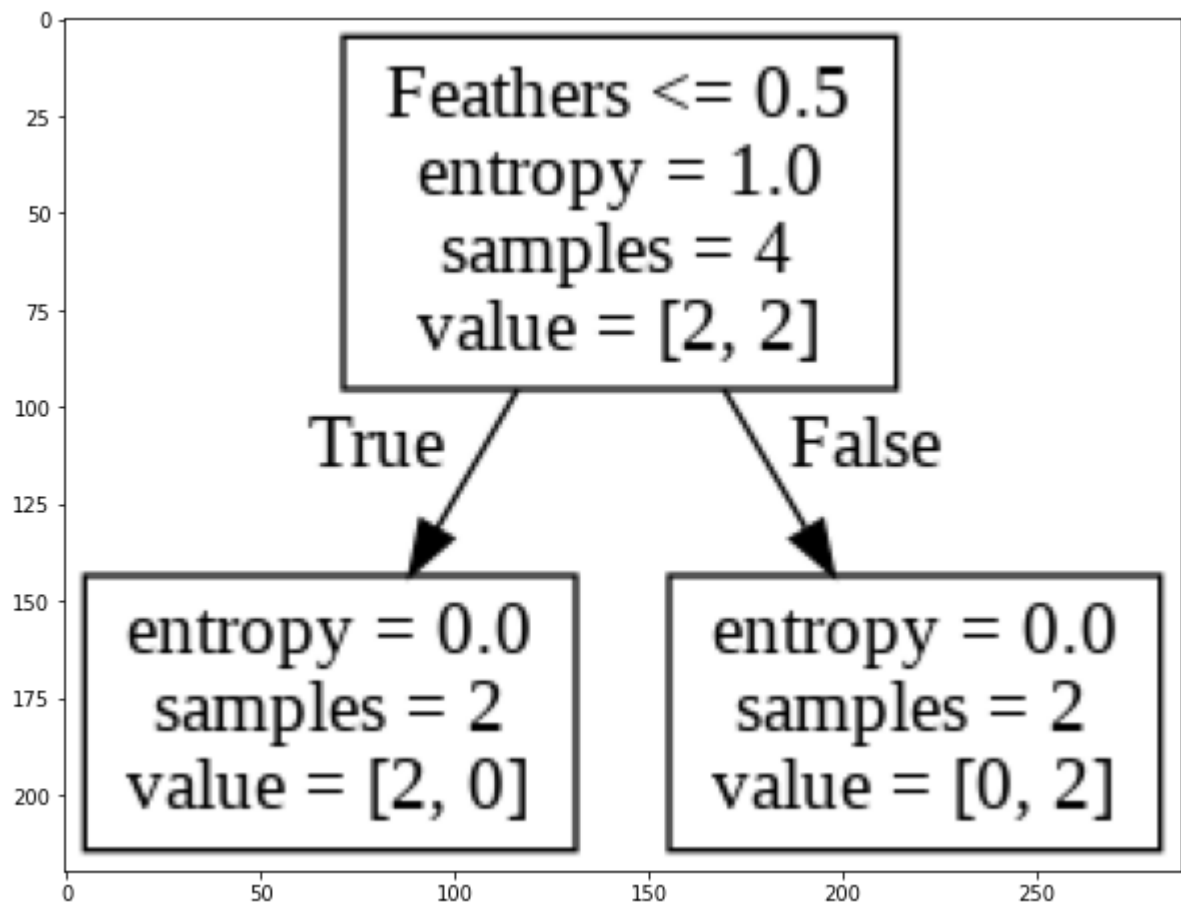 0
25
50
75
100
125
150
175
200
Feathers <= 0.5
entropy = 1.0
samples = 4
value = [2, 2]
True
False
entropy = 0.0
samples = 2
value = [2, 0]
entropy = 0.0
samples = 2
value = [0, 2]
0
50
100
150
200
250